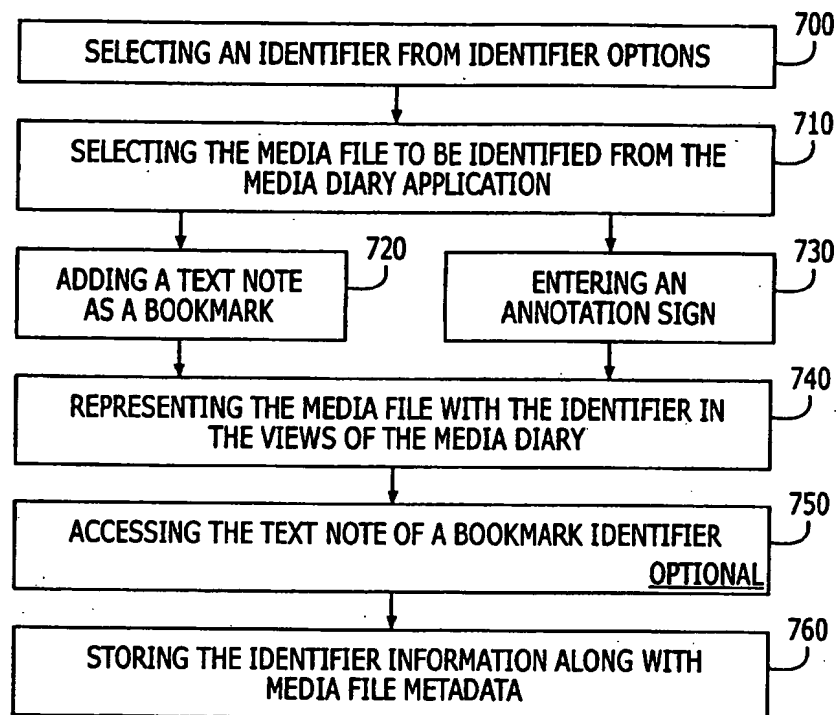 700
SELECTING AN IDENTIFIER FROM IDENTIFIER OPTIONS
710
SELECTING THE MEDIA FILE TO BE IDENTIFIED FROM THE
MEDIA DIARY APPLICATION
720
ADDING A TEXT NOTE
AS A BOOKMARK
730
ENTERING AN
ANNOTATION SIGN
740
REPRESENTING THE MEDIA FILE WITH THE IDENTIFIER IN
THE VIEWS OF THE MEDIA DIARY
750
ACCESSING THE TEXT NOTE OF A BOOKMARK IDENTIFIER
OPTIONAL
760
STORING THE IDENTIFIER INFORMATION ALONG WITH
MEDIA FILE METADATA